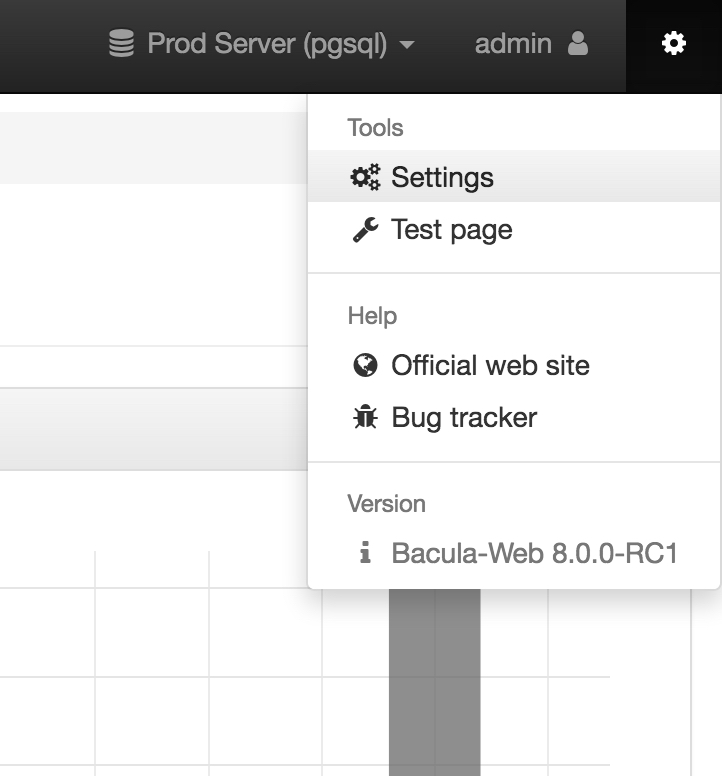 Prod Server (pgsql) admin
Tools
Settings
Test page
Help
Official web site
Bug tracker
Version
Bacula-Web 8.0.0-RC1